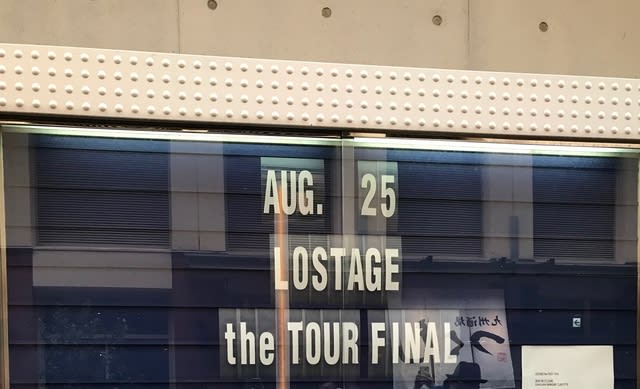 AUG. 25
LOSTAGE
the TOUR FINAL